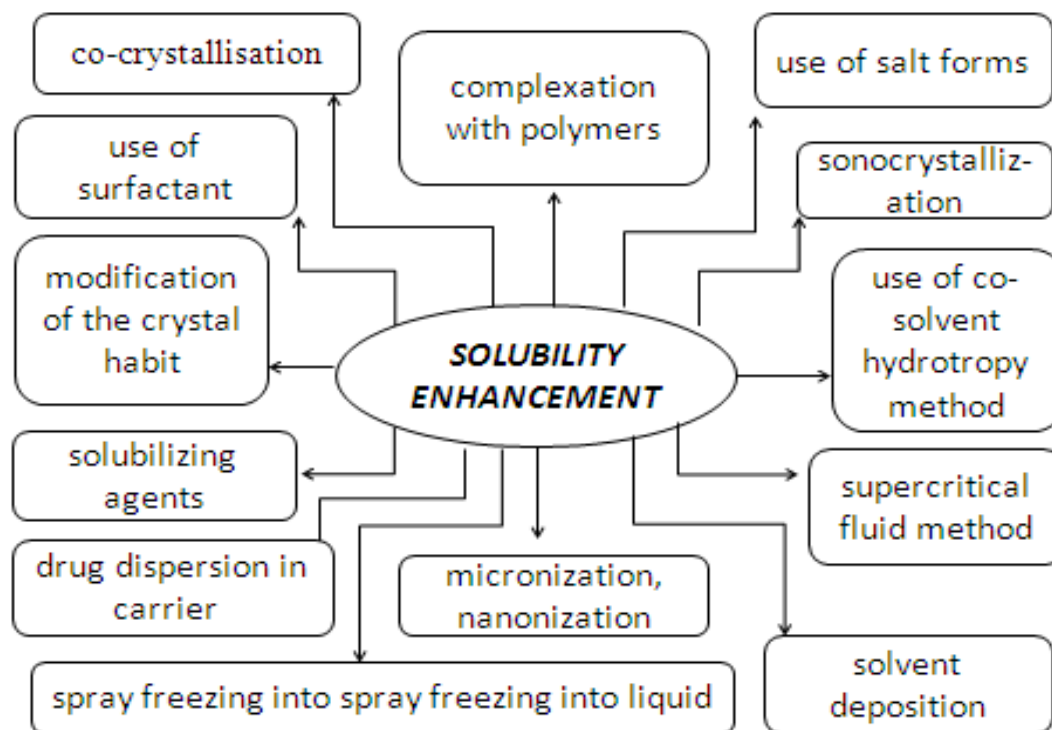 co-crystallisation
complexation
with polymers
use of salt forms
use of
surfactant
sonocrystalliz-
ation
modification
of the crystal
habit
SOLUBILITY
ENHANCEMENT
use of co-
solvent
hydrotropy
method
solubilizing
agents
supercritical
fluid method
drug dispersion in
carrier
micronization,
nanonization
spray freezing into spray freezing into liquid
solvent
deposition